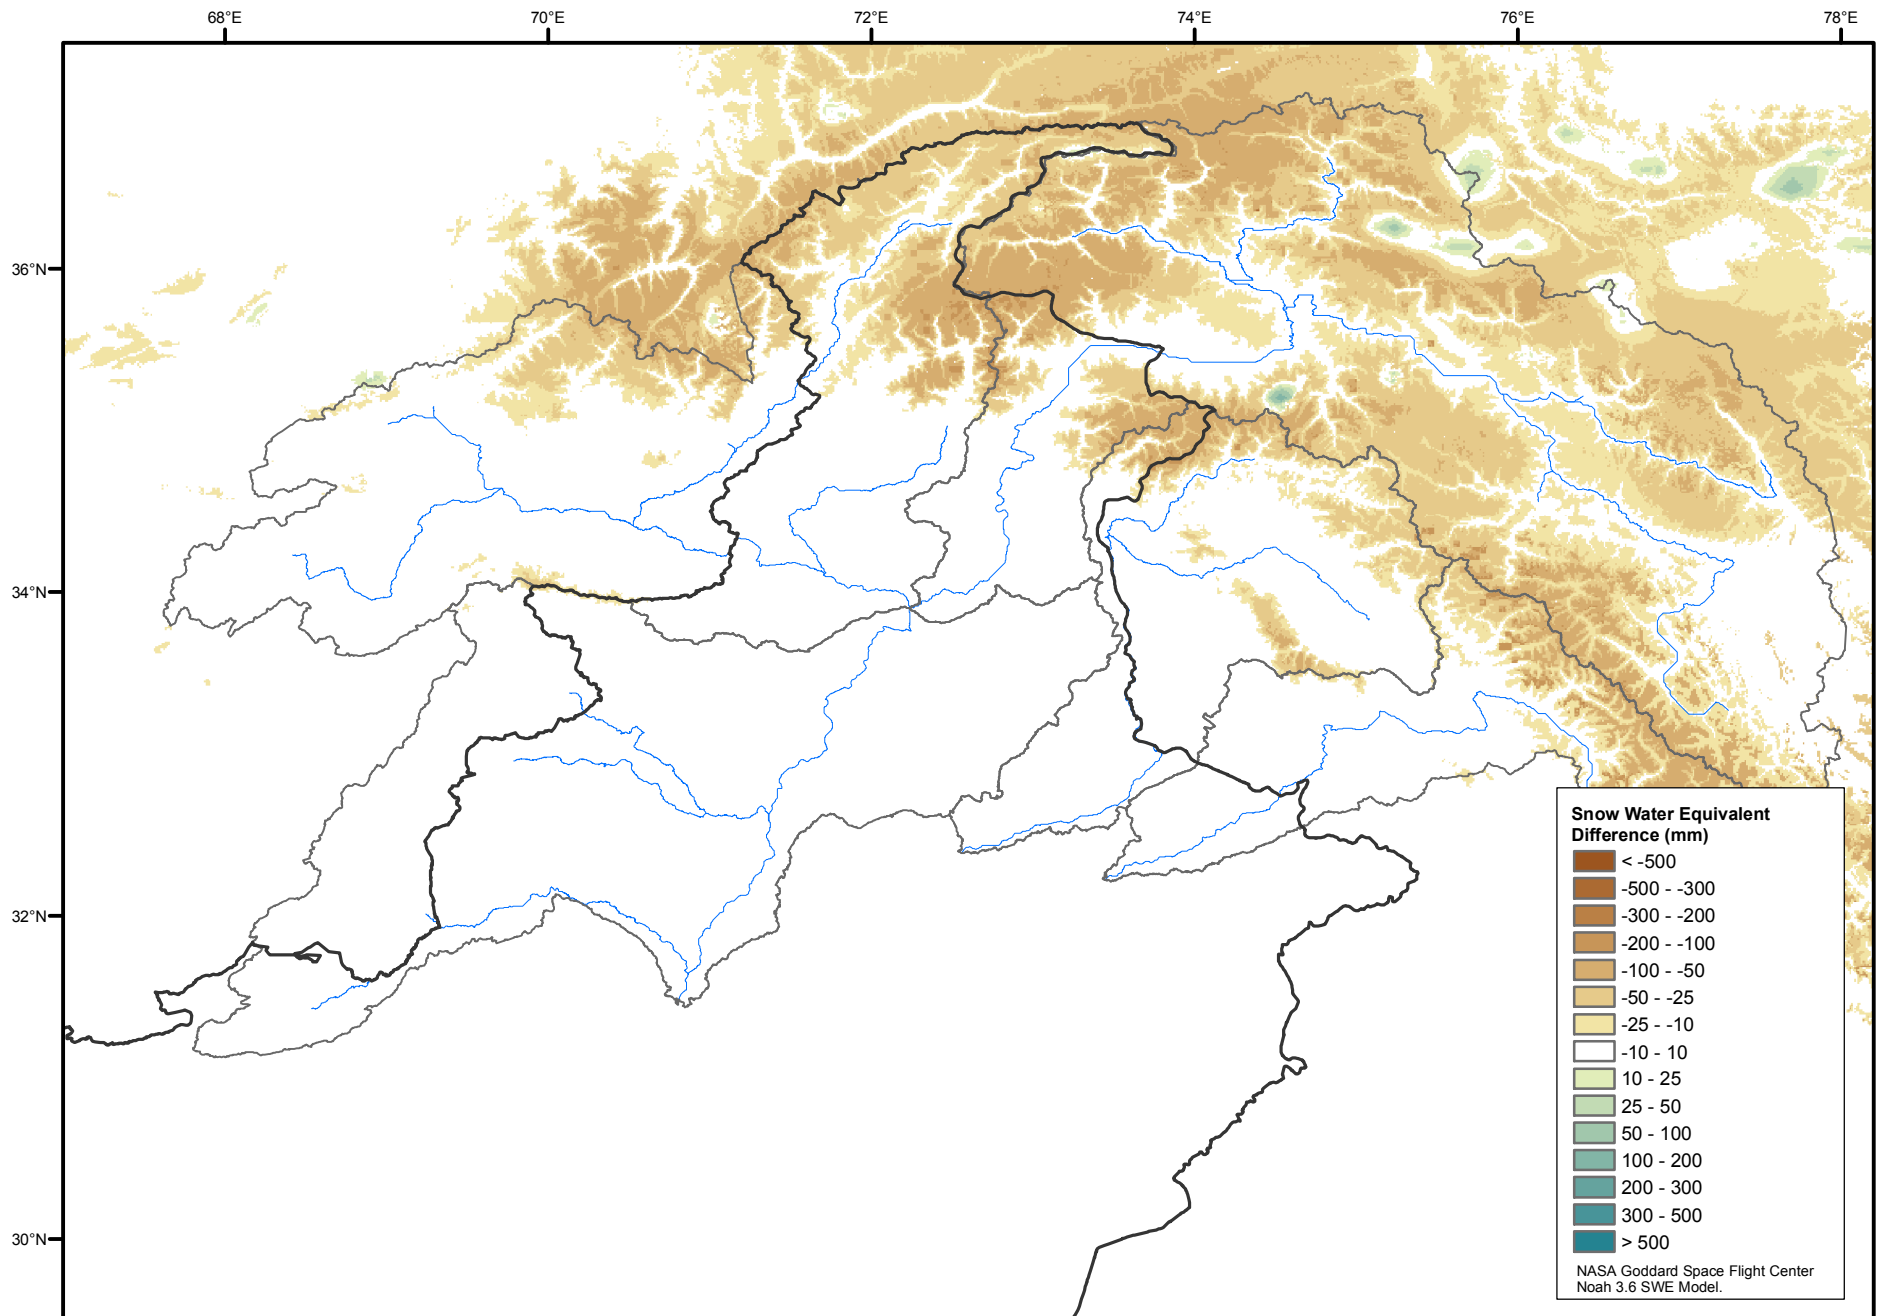 68°E 70°E 72°E 74°E 76°E 78°E
36°N
34°N
32°N
30°N
Snow Water Equivalent
Difference (mm)
< -500
-500 - -300
-300 - -200
-200 - -100
-100 - -50
-50 - -25
-25 - -10
-10 - 10
10 - 25
25 - 50
50 - 100
100 - 200
200 - 300
300 - 500
> 500
NASA Goddard Space Flight Center
Noah 3.6 SWE Model.